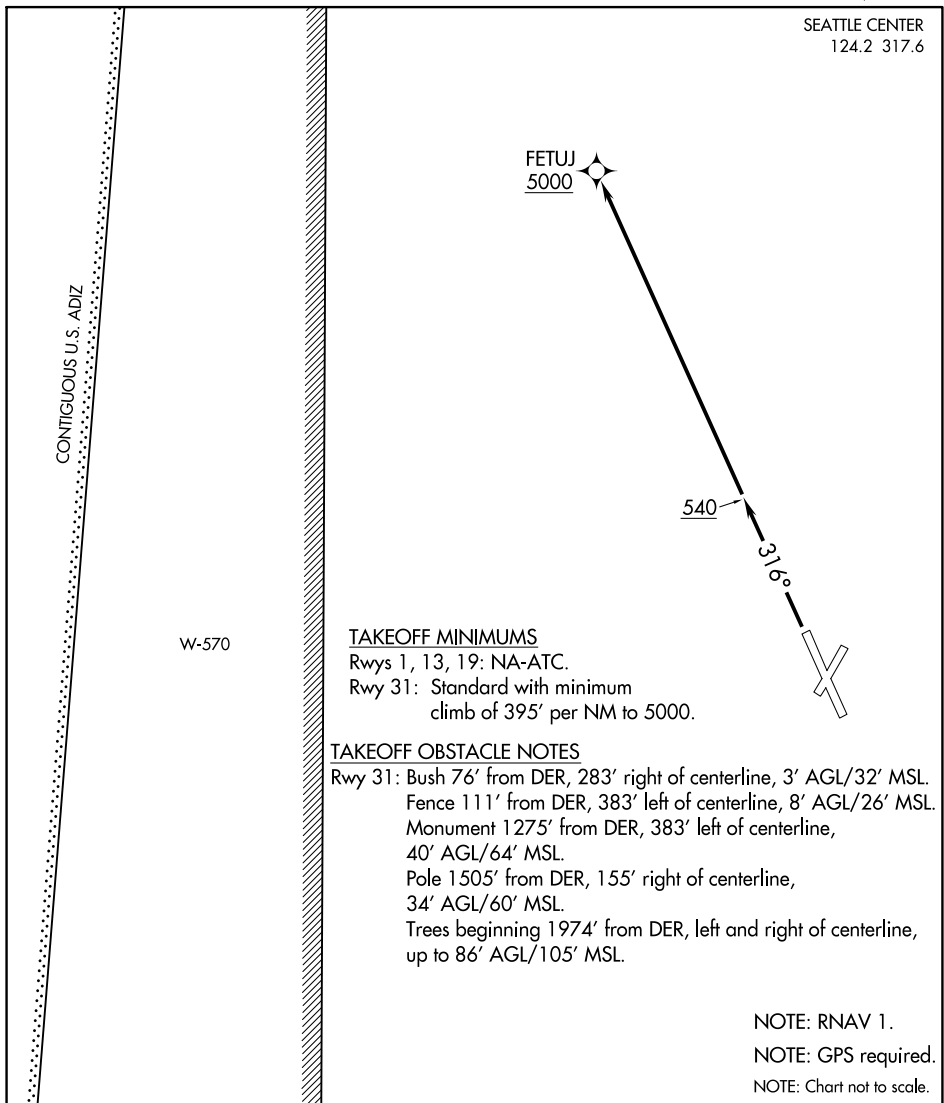 SEATTLE CENTER
124.2 317.6
FETUJ
5000
CONTIGUOUS U.S. ADIZ
540
316°
W-570
TAKEOFF MINIMUMS
Rwys 1, 13, 19: NA-ATC.
Rwy 31: Standard with minimum
climb of 395' per NM to 5000.
TAKEOFF OBSTACLE NOTES
Rwy 31: Bush 76' from DER, 283' right of centerline, 3' AGL/32' MSL.
Fence 111' from DER, 383' left of centerline, 8' AGL/26' MSL.
Monument 1275' from DER, 383' left of centerline,
40' AGL/64' MSL.
Pole 1505' from DER, 155' right of centerline,
34' AGL/60' MSL.
Trees beginning 1974' from DER, left and right of centerline,
up to 86' AGL/105' MSL.
NOTE: RNAV 1.
NOTE: GPS required.
NOTE: Chart not to scale.